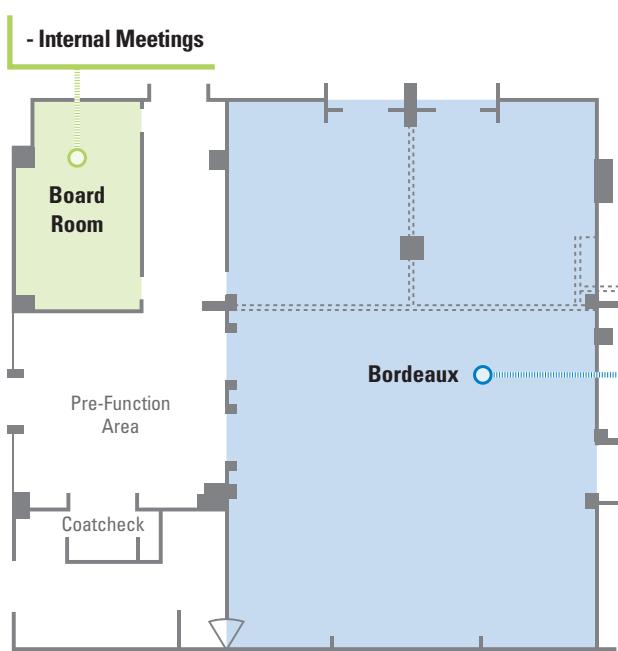 - Internal Meetings
Board
Room
Bordeaux
Pre-Function
Area
Coatcheck